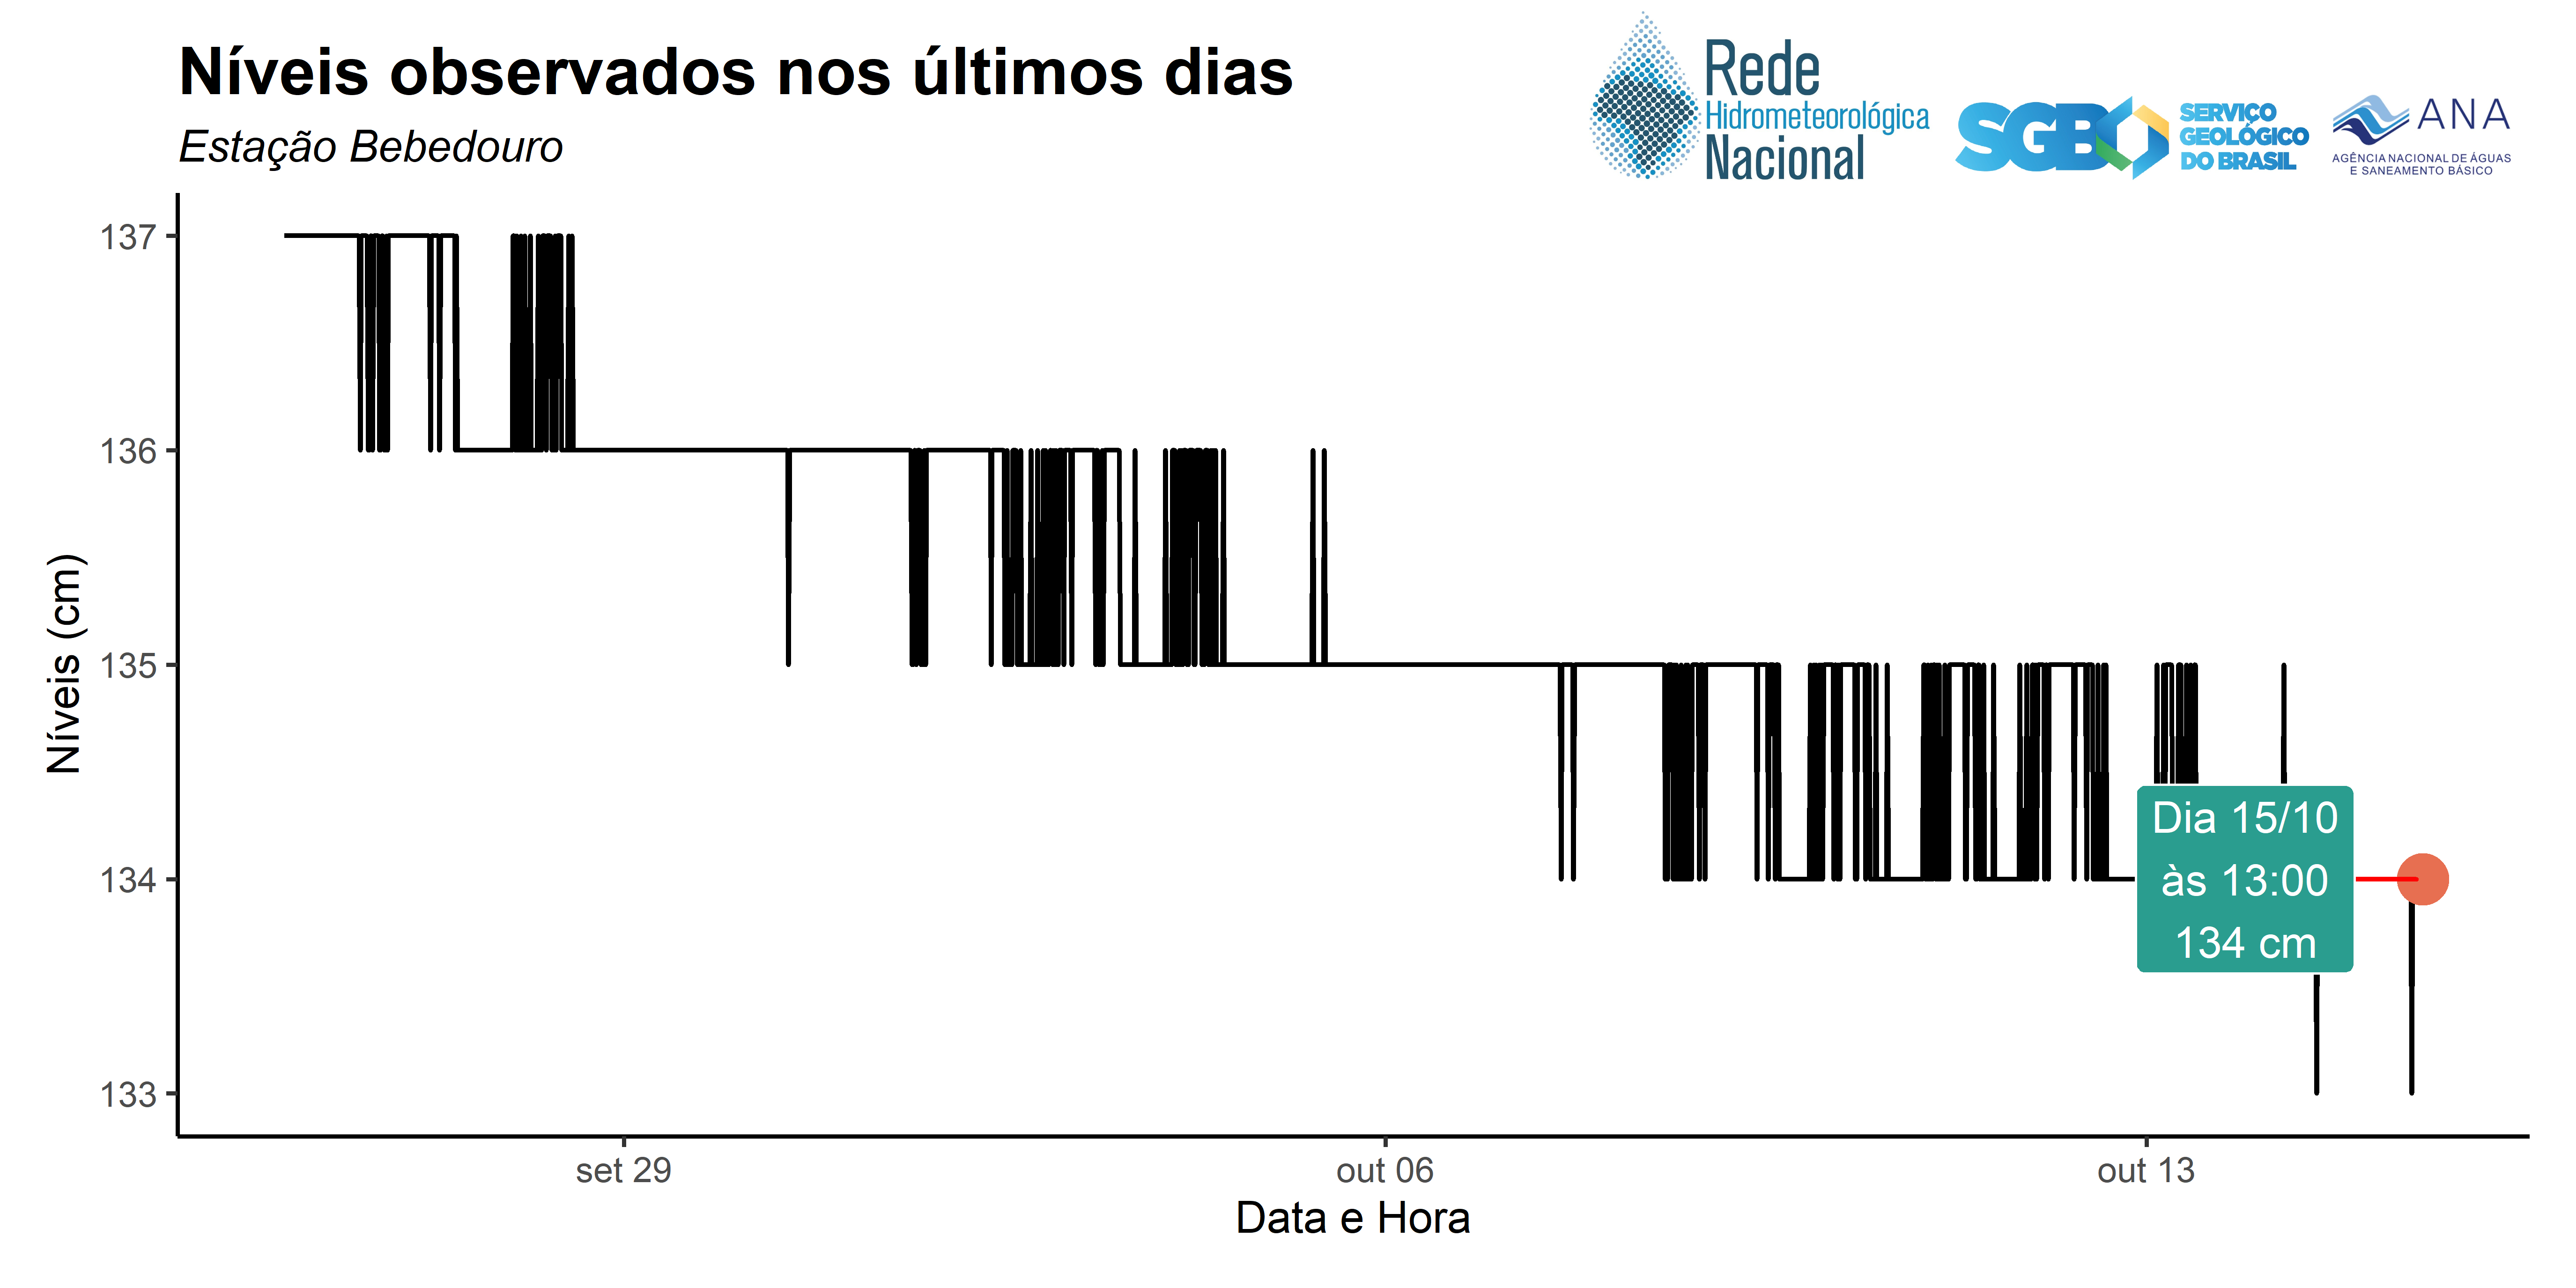 Níveis observados nos últimos dias
Estação Bebedouro
Rede
Hidrometeorológica
Nacional
SGB
SERVIÇO
GEOLÓGICO
DO BRASIL
ANA
AGÊNCIA NACIONAL DE ÁGUAS
E SANEAMENTO BÁSICO
Níveis (cm)
137
136
135
134
133
Dia 15/10
às 13:00
134 cm
set 29
out 06
out 13
Data e Hora